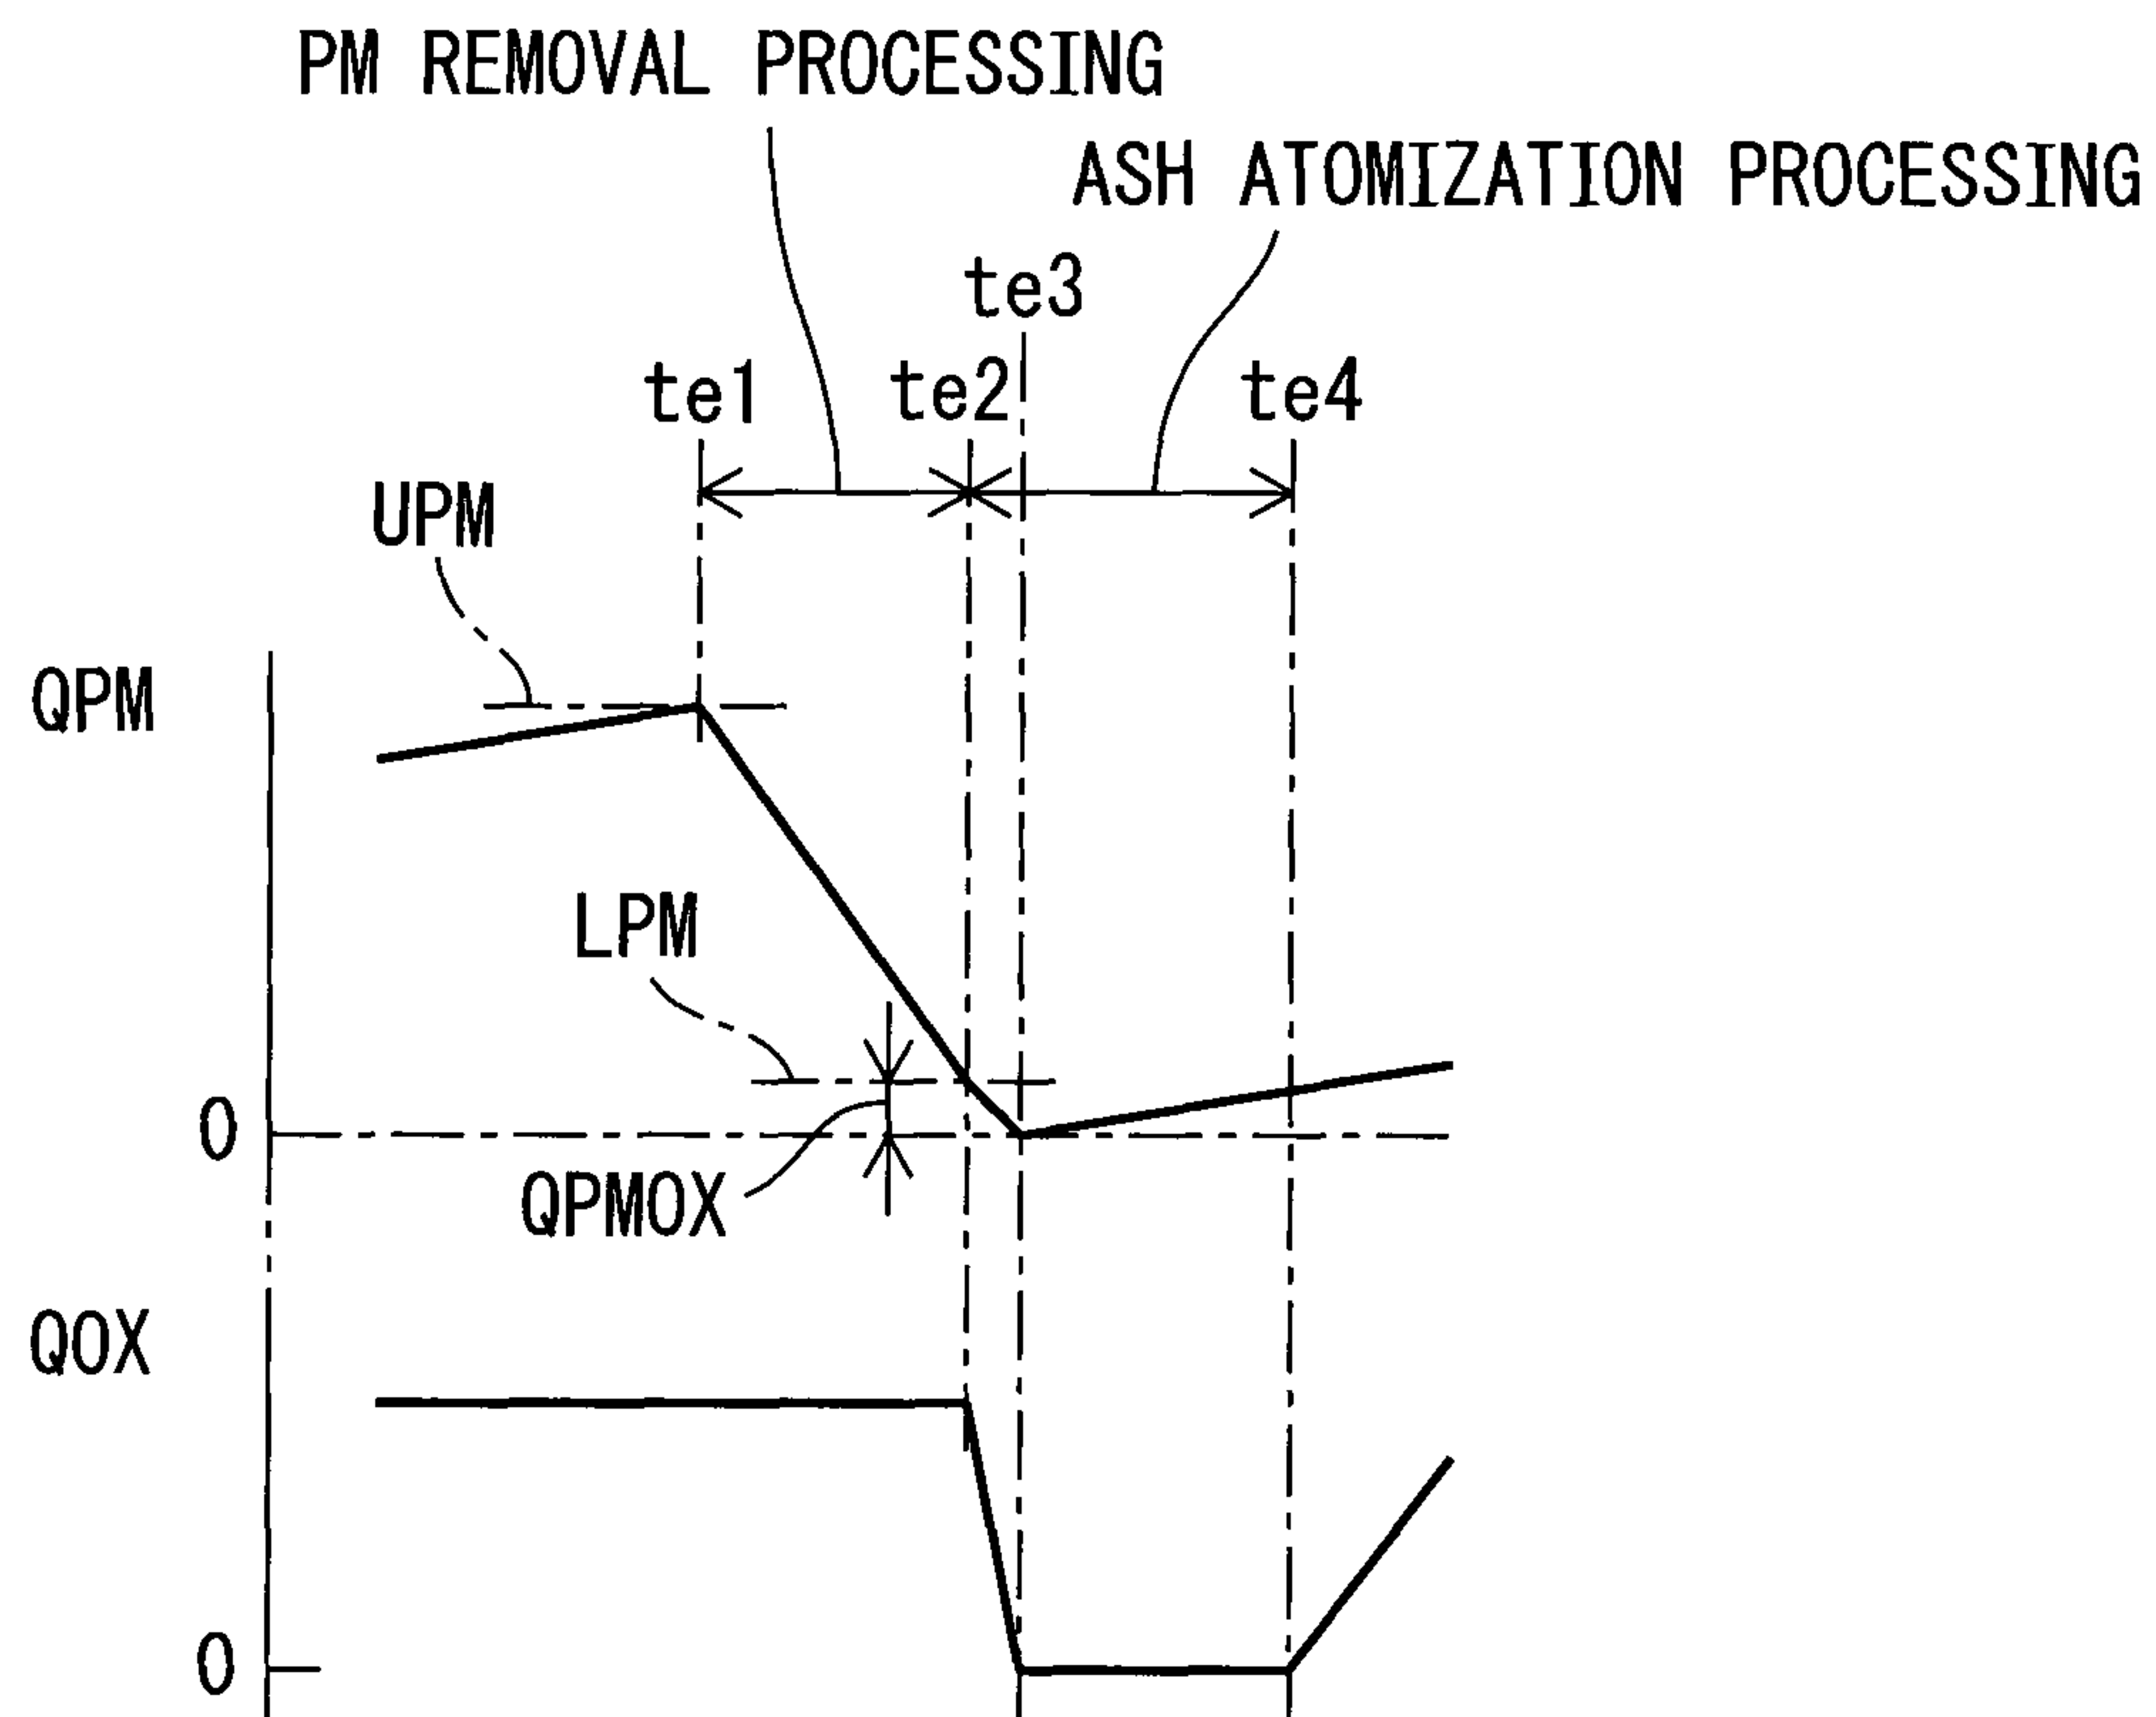 PM REMOVAL PROCESSING
ASH ATOMIZATION PROCESSING
te3
te1
te2
te4
UPM
QPM
LPM
0
QPMOX
QOX
0